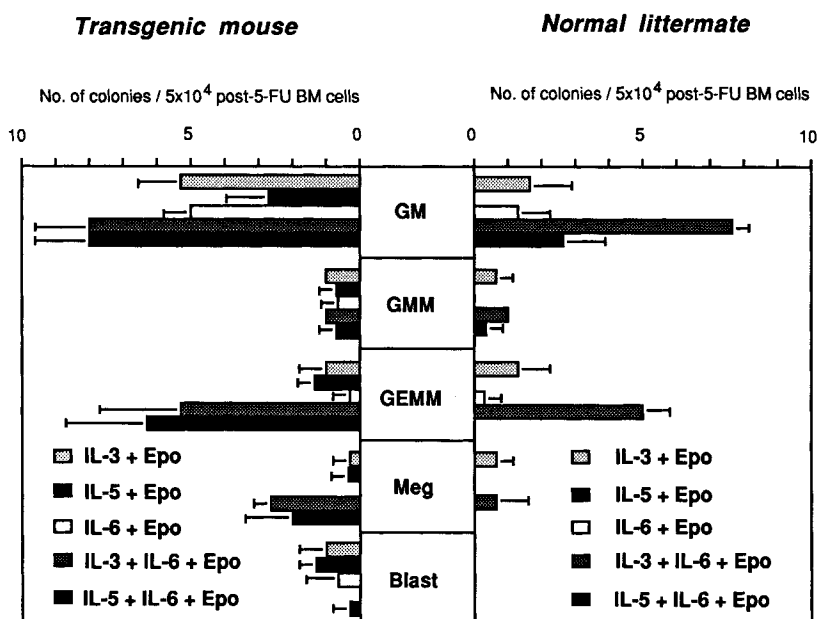 Transgenic mouse
Normal littermate
No. of colonies / 5x10⁴ post-5-FU BM cells
No. of colonies / 5x10⁴ post-5-FU BM cells
10 5 0 0 5 10
GM
GMM
GEMM
Meg
Blast
IL-3 + Epo
IL-5 + Epo
IL-6 + Epo
IL-3 + IL-6 + Epo
IL-5 + IL-6 + Epo
IL-3 + Epo
IL-5 + Epo
IL-6 + Epo
IL-3 + IL-6 + Epo
IL-5 + IL-6 + Epo